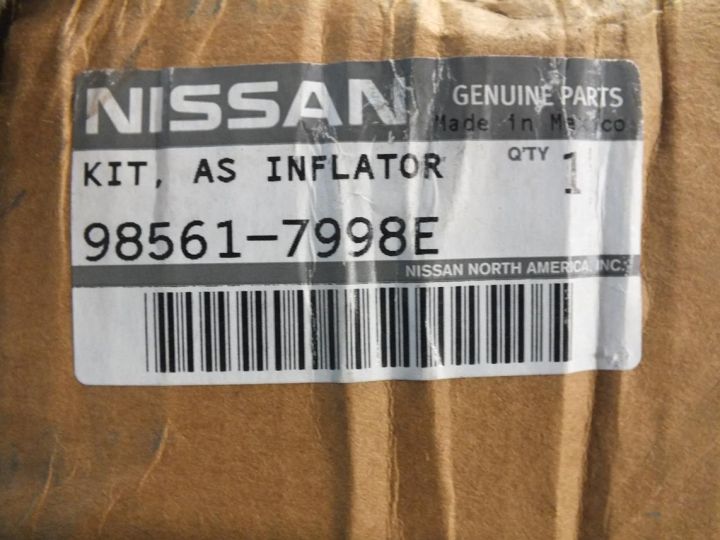 NISSAN GENUINE PARTS
Made in Mexico
KIT, AS INFLATOR Q'TY 1
98561-7998E
NISSAN NORTH AMERICA, INC.